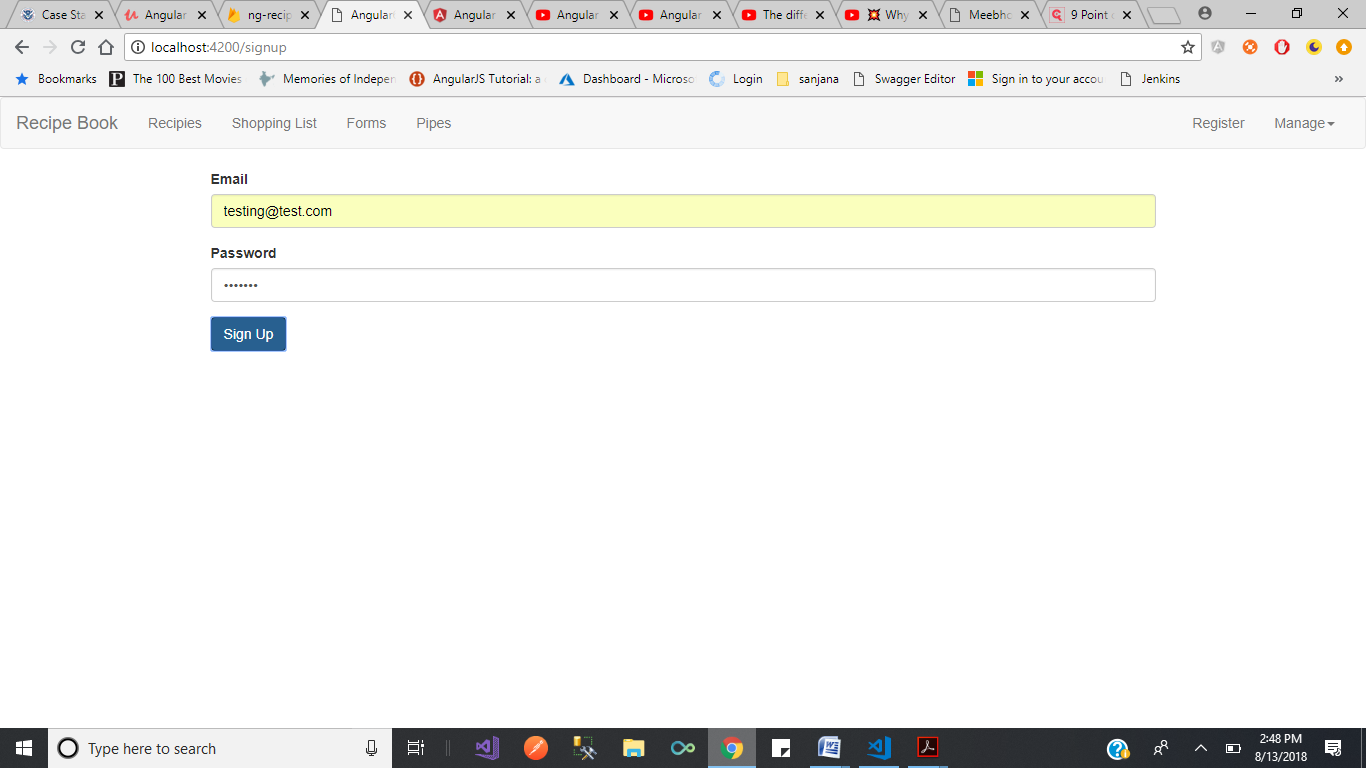 Case Sta
Angular
ng-recip
Angulari
Angular
Angular
Angular
The diffe
Why
Meebho
9 Point
localhost:4200/signup
Bookmarks
The 100 Best Movies
Memories of Indepen
AngularJS Tutorial: a
Dashboard - Microso
Login
sanjana
Swagger Editor
Sign in to your accou
Jenkins
»
Recipe Book
Recipies
Shopping List
Forms
Pipes
Register
Manage
Email
testing@test.com
Password
•••••••
Sign Up
Type here to search
2:48 PM
8/13/2018